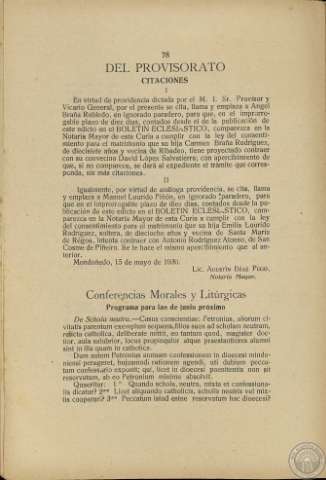 78
DEL PROVISORATO
CITACIONES
I
En virtud de providencia dictada por el M. I. Sr. Provisor y
Vicario General, por el presente se cita, llama y emplaza a Angel
Braña Robledo, en ignorado paradero, para que, en el improrro-
gable plazo de diez días, contados desde el de la publicación de
este edicto en el BOLETIN ECLESIASTICO, comparezca en la
Notaría Mayor de esta Curia a cumplir con la ley del consenti-
miento para el matrimonio que su hija Carmen Braña Rodríguez,
de diecisiete años y vecina de Ribadeo, tiene proyectado contraer
con su convecino David López Salvatierra; con apercibimiento de
que, si no comparece, se dará al expediente el trámite que corres-
ponda, sin más citaciones.
II
Igualmente, por virtud de análoga providencia, se cita, llama
y emplaza a Manuel Lourido Piñón, en ignorado paradero, para
que en el improrrogable plazo de diez días, contados desde la pu-
blicación de este edicto en el BOLETIN ECLESIASTICO, com-
parezca en la Notaría Mayor de esta Curia a cumplir con la ley
del consentimiento para el matrimonio que su hija Emilia Lourido
Rodríguez, soltera, de dieciocho años y vecina de Santa María
de Régoa, intenta contraer con Antonio Rodríguez Alonso, de San
Cosme de Piñeiro. Se le hace el mismo apercibimiento que al an-
terior.
Mondoñedo, 15 de mayo de 1930.
Lic. Agustín Díaz
Notario Mayor.
Conferencias Morales y Litúrgicas
Programa para las de junio próximo
De Schola neutra.—Casus conscientiae: Petronius, aliorum ci-
vitatis parentum exemplum sequens, filios suos ad scholam neutram,
relicta catholica, deliberate mittit, eo tantum quod, magister doc-
tior, aula salubrior, locus propinquior atque praestantiores alumni
sint in illa quam in catholica.
Dum autem Petronius annuam confessionem in dioecesi mindo-
niensi perageret, huiusmodi rationem agendi, uti dubiam pecca-
tum confessario exposuit; qui, licet in dioecesi poenitentia non sit
reservatum, ab eo Petronium minime absolvit.
Quaeritur: 1.º Quando schola, neutra, mixta et confessiona-
lis dicatur? 2.º Licet aliquando catholicis, scholis neutris vel mix-
tis cooperari? 3.º Peccatum istud estne reservatum hac dioecesi?